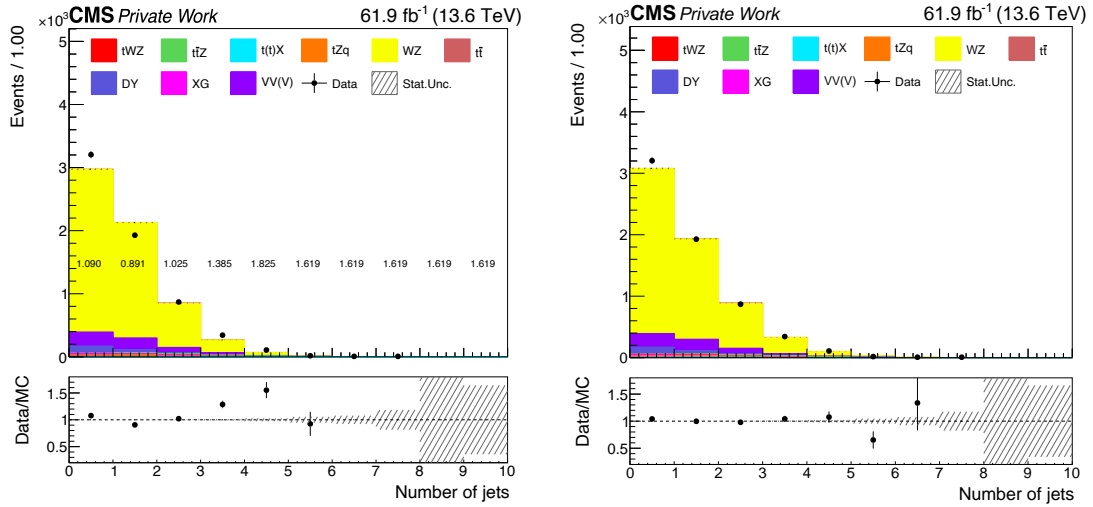 ×10³ CMS Private Work 61.9 fb⁻¹ (13.6 TeV)
Events / 1.00
5
tWZ tt̄Z t(t)X tZq WZ tt̄
DY XG VV(V) Data Stat.Unc.
4
3
2
1.090 0.891 1.025 1.385 1.825 1.619 1.619 1.619 1.619 1.619
1
0
Data/MC
1.5
1
0.5
0 1 2 3 4 5 6 7 8 9 10
Number of jets
×10³ CMS Private Work 61.9 fb⁻¹ (13.6 TeV)
Events / 1.00
tWZ tt̄Z t(t)X tZq WZ tt̄
5
DY XG VV(V) Data Stat.Unc.
4
3
2
1
0
Data/MC
1.5
1
0.5
0 1 2 3 4 5 6 7 8 9 10
Number of jets